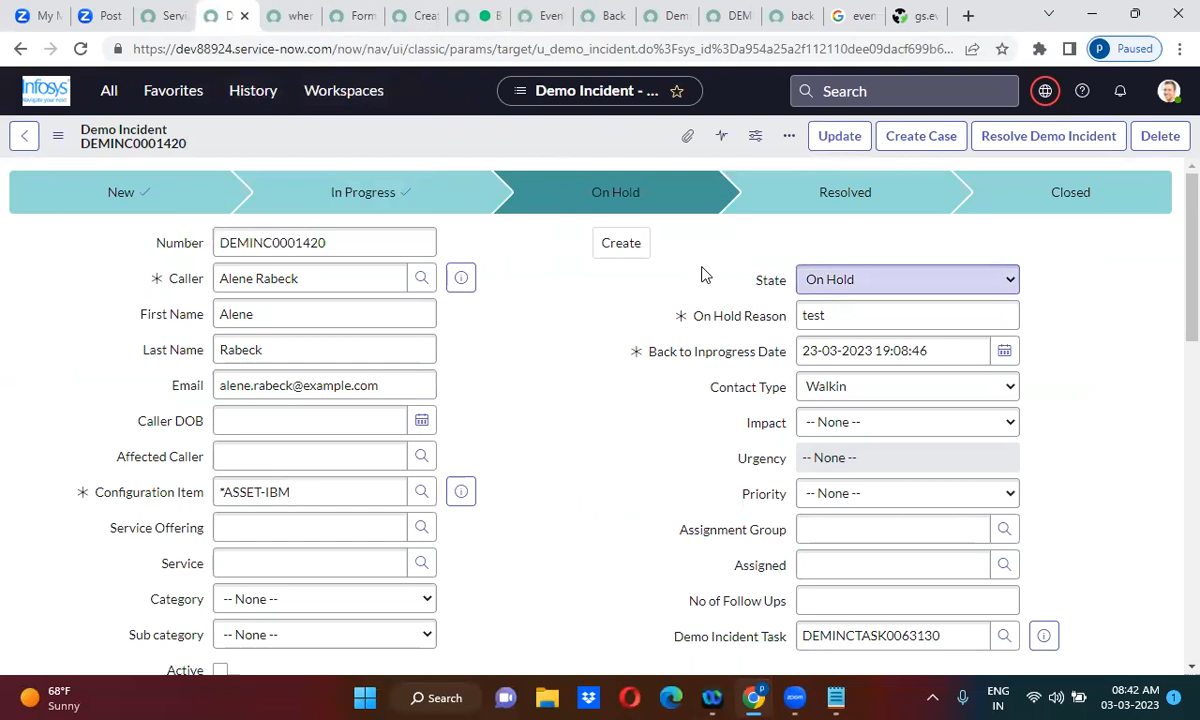 My N
Post
Servi
D
wher
Form
Creat
B
Even
Back
Dem
DEM
back
even
gs.ev
https://dev88924.service-now.com/now/nav/ui/classic/params/target/u_demo_incident.do%3Fsys_id%3Da954a25a2f112110dee09dacf699b6...
P Paused
Infosys
Navigate your next
All Favorites History Workspaces
Demo Incident - ...
Search
Demo Incident
DEMINC0001420
Update Create Case Resolve Demo Incident Delete
New In Progress On Hold Resolved Closed
Number DEMINC0001420
Create
Caller Alene Rabeck
State On Hold
First Name Alene
On Hold Reason test
Last Name Rabeck
Back to Inprogress Date 23-03-2023 19:08:46
Email alene.rabeck@example.com
Contact Type Walkin
Caller DOB
Impact -- None --
Affected Caller
Urgency -- None --
Configuration Item *ASSET-IBM
Priority -- None --
Service Offering
Assignment Group
Service
Assigned
Category -- None --
No of Follow Ups
Sub category -- None --
Demo Incident Task DEMINCTASK0063130
Active
68°F
Sunny
Search
ENG
IN
08:42 AM
03-03-2023
1